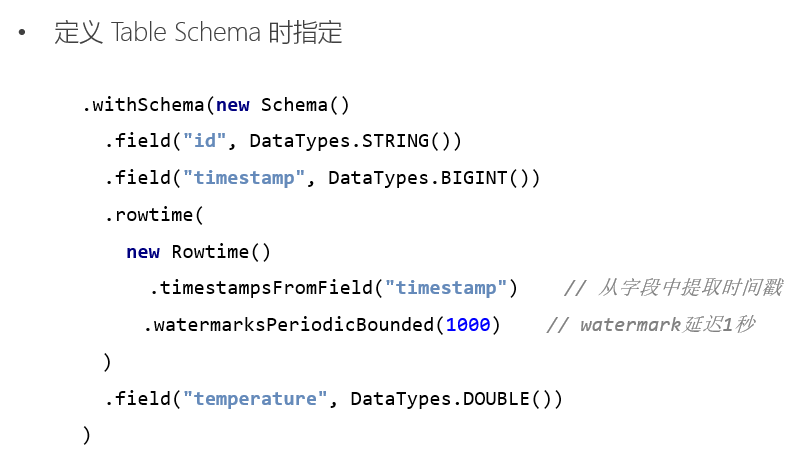 • 定义 Table Schema 时指定
.withSchema(new Schema()
.field("id", DataTypes.STRING())
.field("timestamp", DataTypes.BIGINT())
.rowtime(
new Rowtime()
.timestampsFromField("timestamp") // 从字段中提取时间戳
.watermarksPeriodicBounded(1000) // watermark延迟1秒
)
.field("temperature", DataTypes.DOUBLE())
)